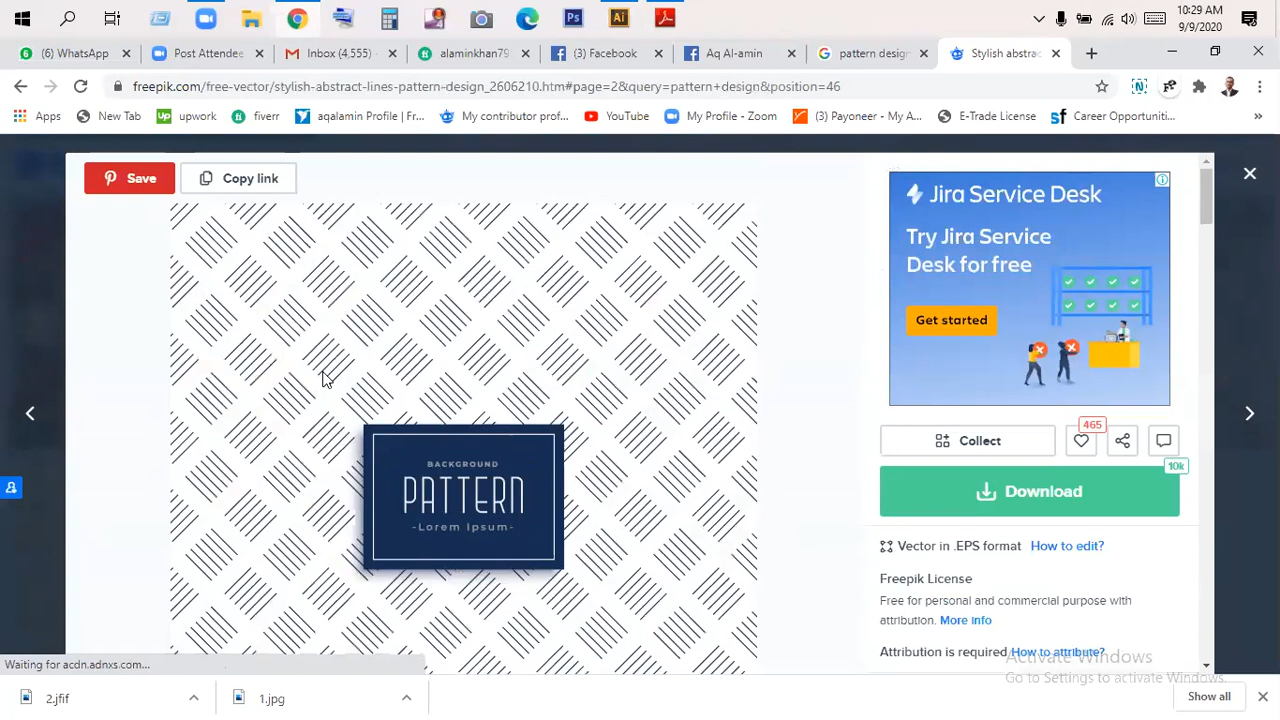 10:29 AM
9/9/2020
6 (6) WhatsApp
Post Attendee
Inbox (4,555)
alaminkhan79
(3) Facebook
Aq Al-amin
pattern design
Stylish abstrac
freepik.com/free-vector/stylish-abstract-lines-pattern-design_2606210.htm#page=2&query=pattern+design&position=46
Apps
New Tab
up upwork
fi fiverr
aqalamin Profile | Fr...
My contributor prof...
YouTube
My Profile - Zoom
(3) Payoneer - My A...
E-Trade License
Sf Career Opportuniti...
Save
Copy link
Jira Service Desk
Try Jira Service
Desk for free
Get started
BACKGROUND
PATTERN
-Lorem Ipsum-
Collect
465
10k
Download
Vector in .EPS format How to edit?
Freepik License
Free for personal and commercial purpose with
attribution. More info
Attribution is required How to attribute?
Activate Windows
Go to Settings to activate Windows.
Waiting for acdn.adnxs.com...
2.jfif
1.jpg
Show all